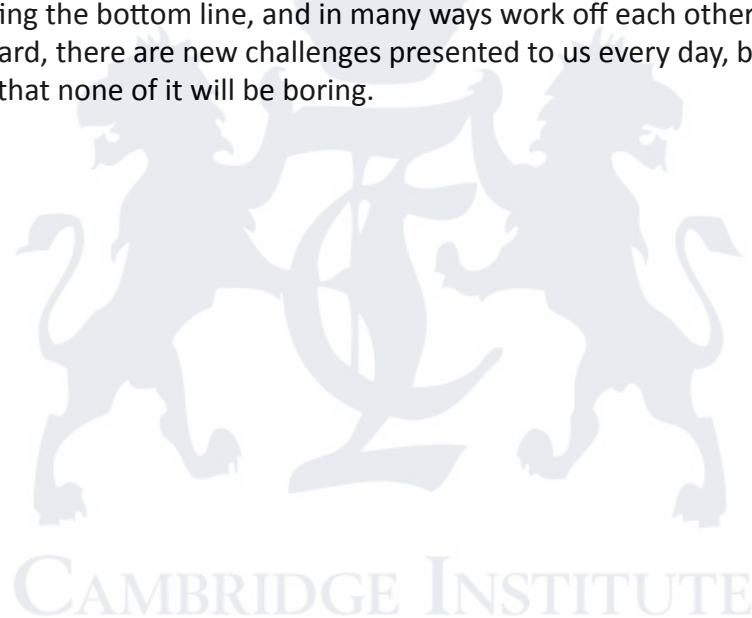 ing the bottom line, and in many ways work off each other
ard, there are new challenges presented to us every day, b
that none of it will be boring.
CAMBRIDGE INSTITUTE